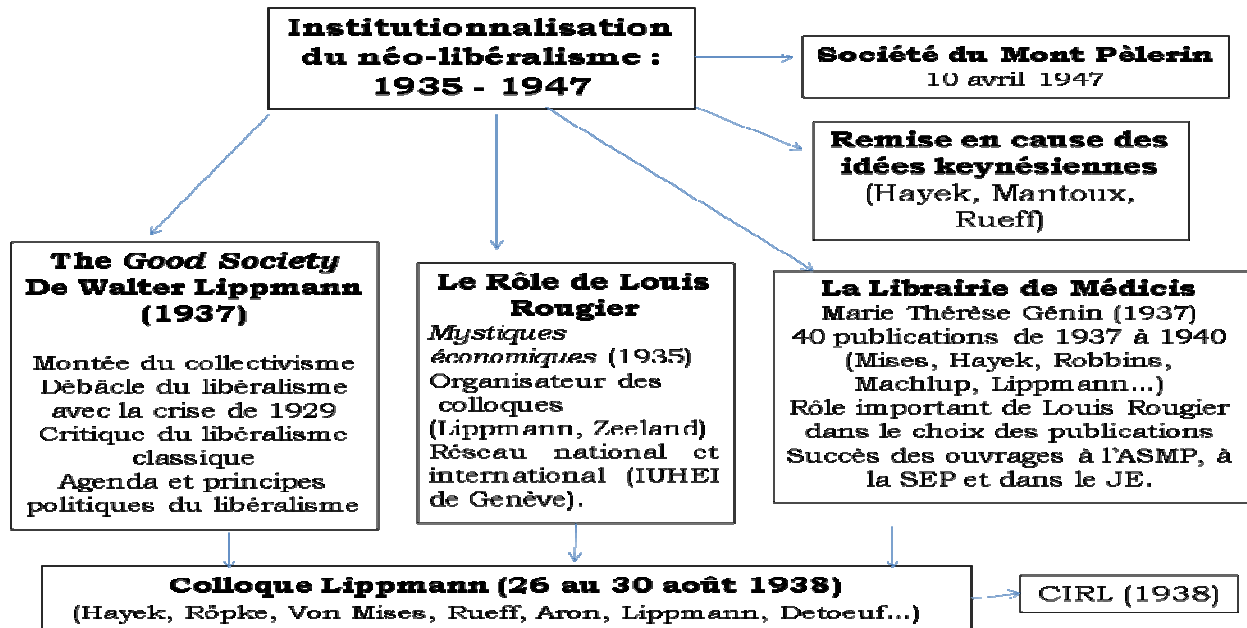 Institutionnalisation
du néo-libéralisme :
1935 - 1947
Société du Mont Pèlerin
10 avril 1947
Remise en cause des
idées keynésiennes
(Hayek, Mantoux,
Rueff)
The Good Society
De Walter Lippmann
(1937)
Montée du collectivisme
Débâcle du libéralisme
avec la crise de 1929
Critique du libéralisme
classique
Agenda et principes
politiques du libéralisme
Le Rôle de Louis
Rougier
Mystiques
économiques (1935)
Organisateur des
colloques
(Lippmann, Zeeland)
Réseau national et
international (IUHEI
de Genève).
La Librairie de Médicis
Marie Thérèse Génin (1937)
40 publications de 1937 à 1940
(Mises, Hayek, Robbins,
Machlup, Lippmann...)
Rôle important de Louis Rougier
dans le choix des publications
Succès des ouvrages à l'ASMP, à
la SEP et dans le JE.
Colloque Lippmann (26 au 30 août 1938)
(Hayek, Röpke, Von Mises, Rueff, Aron, Lippmann, Detoeuf...)
CIRL (1938)